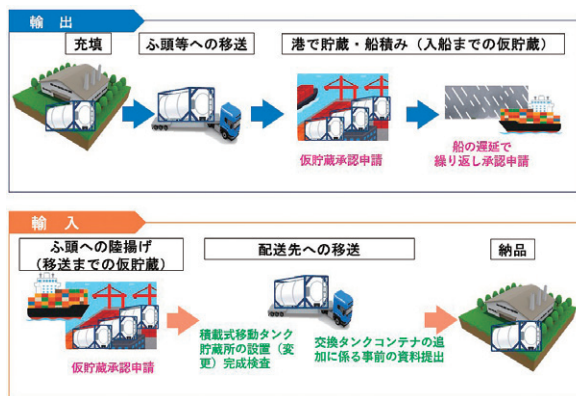 輸出
充填
ふ頭等への移送
港で貯蔵・船積み（入船までの仮貯蔵）
仮貯蔵承認申請
船の遅延で
繰り返し承認申請
輸入
ふ頭への陸揚げ
（移送までの仮貯蔵）
配送先への移送
納品
仮貯蔵承認申請
積載式移動タンク
貯蔵所の設置（変
更）完成検査
交換タンクコンテナの追
加に係る事前の資料提出